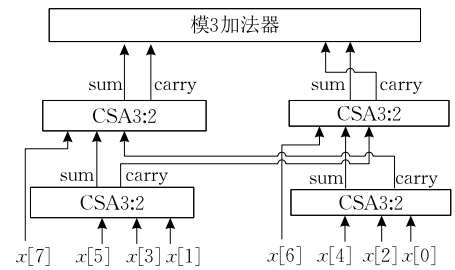 模3加法器
sum carry sum carry
CSA3:2 CSA3:2
sum carry sum carry
CSA3:2 CSA3:2
x[7] x[5] x[3] x[1] x[6] x[4] x[2] x[0]